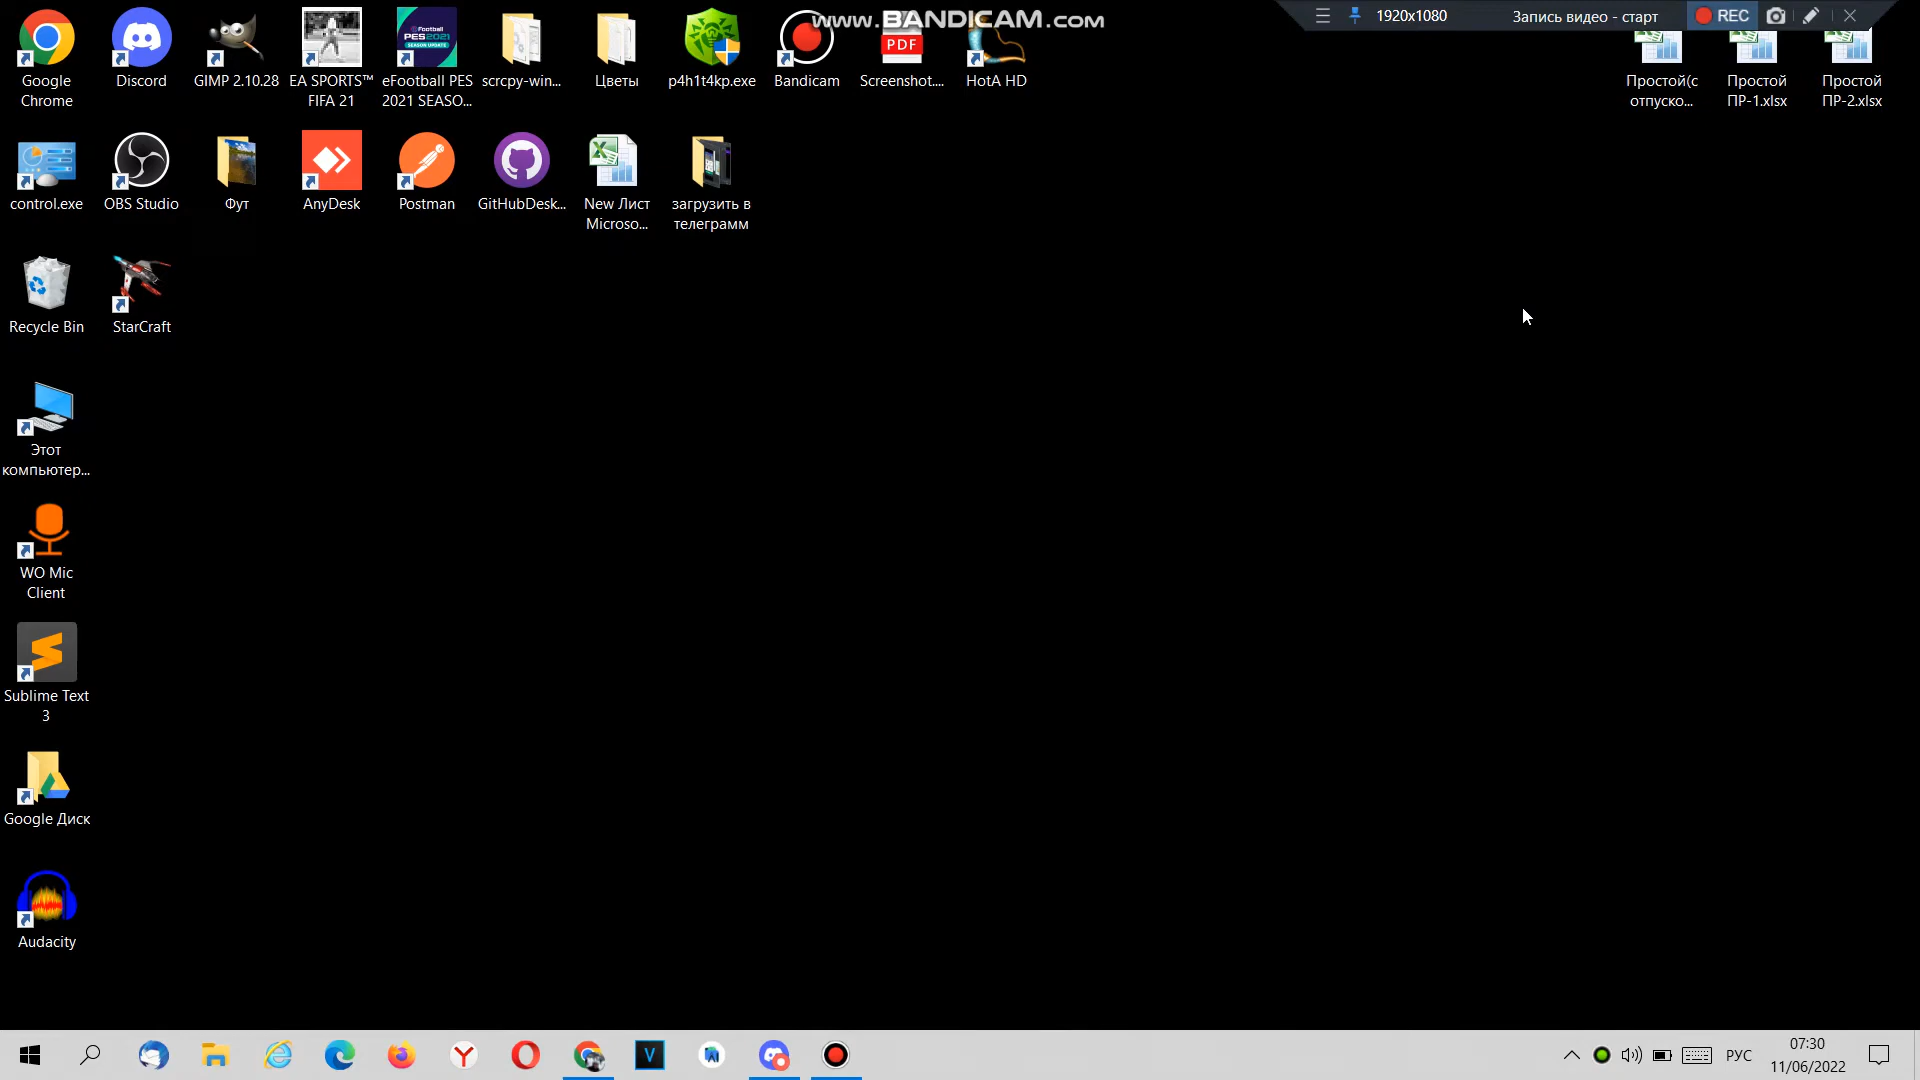 www.BANDICAM.com
1920x1080
Запись видео - старт
REC
Google
Chrome
Discord
GIMP 2.10.28
EA SPORTS™
FIFA 21
eFootball PES
2021 SEASO...
scrcpy-win...
Цветы
p4h1t4kp.exe
Bandicam
PDF
Screenshot....
HotA HD
Простой(с
отпуско...
Простой
ПР-1.xlsx
Простой
ПР-2.xlsx
control.exe
OBS Studio
Фут
AnyDesk
Postman
GitHubDesk...
New Лист
Microso...
загрузить в
телеграмм
Recycle Bin
StarCraft
Этот
компьютер...
WO Mic
Client
Sublime Text
3
Google Диск
Audacity
РУС
07:30
11/06/2022